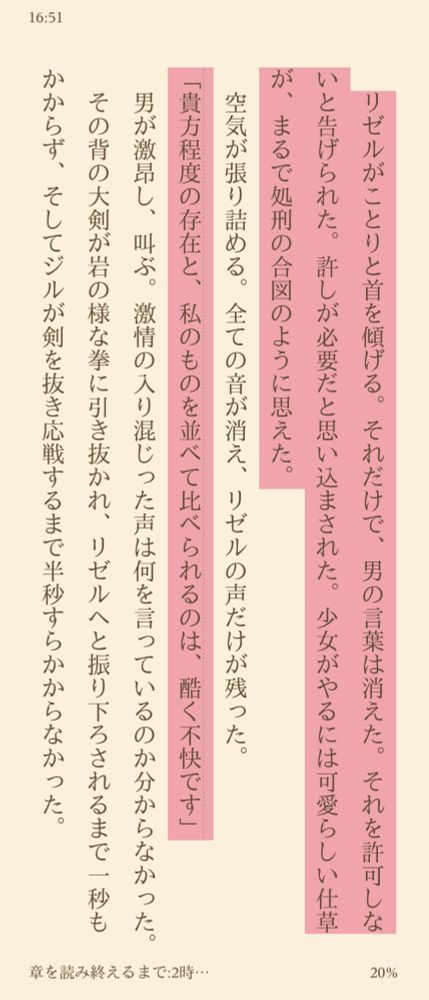 16:51
リゼルがことりと首を傾げる。それだけで、男の言葉は消えた。それを許可しな
いと告げられた。許しが必要だと思い込まされた。少女がやるには可愛らしい仕草
が、まるで処刑の合図のように思えた。
空気が張り詰める。全ての音が消え、リゼルの声だけが残った。
「貴方程度の存在と、私のものを並べて比べられるのは、酷く不快です」
男が激昂し、叫ぶ。激情の入り混じった声は何を言っているのか分からなかった。
その背の大剣が岩の様な拳に引き抜かれ、リゼルへと振り下ろされるまで一秒も
かからず、そしてジルが剣を抜き応戦するまで半秒すらかからなかった。
章を読み終えるまで:2時…
20%